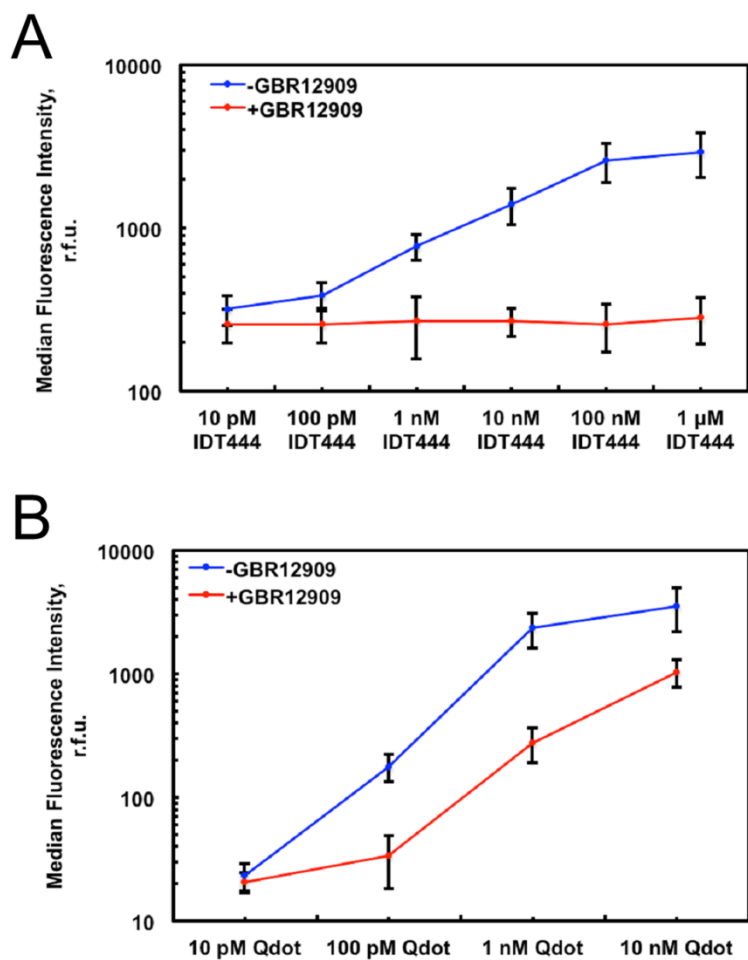 A
Median Fluorescence Intensity,
r.f.u.
10000
1000
100
-GBR12909
+GBR12909
10 pM 100 pM 1 nM 10 nM 100 nM 1 µM
IDT444 IDT444 IDT444 IDT444 IDT444 IDT444
B
Median Fluorescence Intensity,
r.f.u.
10000
1000
100
10
-GBR12909
+GBR12909
10 pM Qdot 100 pM Qdot 1 nM Qdot 10 nM Qdot